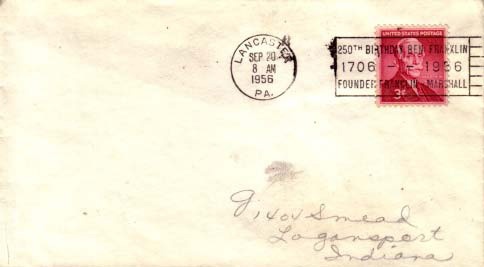 LANCASTER
SEP 20
8 AM
1956
PA.
UNITED STATES POSTAGE
250TH BIRTHDAY BEN FRANKLIN
1706 - - 1956
FOUNDER FRANKLIN - MARSHALL
3¢
1404 Smead
Logansport
Indiana